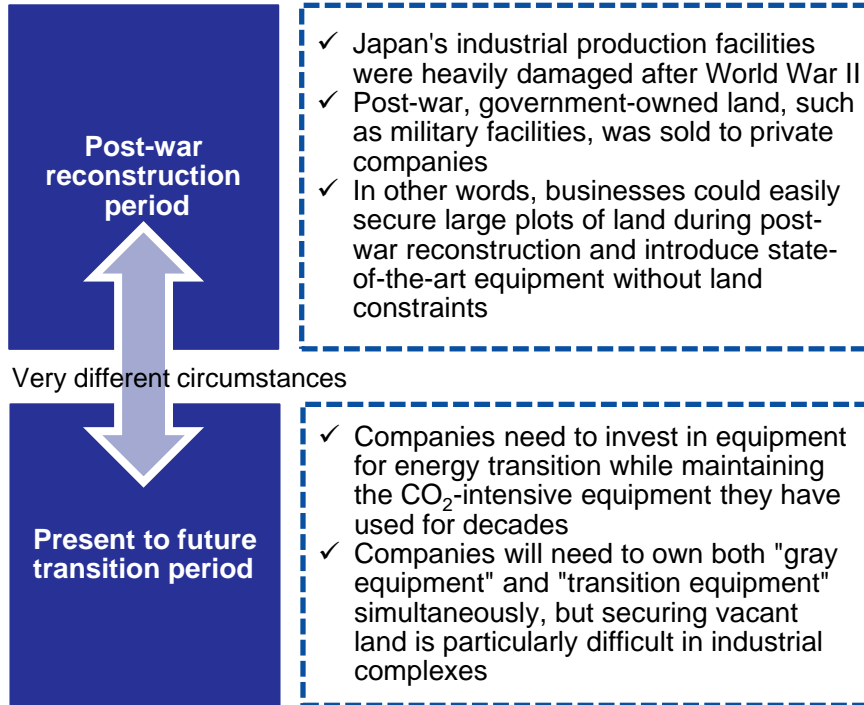 Post-war
reconstruction
period
✓ Japan's industrial production facilities
were heavily damaged after World War II
✓ Post-war, government-owned land, such
as military facilities, was sold to private
companies
✓ In other words, businesses could easily
secure large plots of land during post-
war reconstruction and introduce state-
of-the-art equipment without land
constraints
Very different circumstances
Present to future
transition period
✓ Companies need to invest in equipment
for energy transition while maintaining
the CO₂-intensive equipment they have
used for decades
✓ Companies will need to own both "gray
equipment" and "transition equipment"
simultaneously, but securing vacant
land is particularly difficult in industrial
complexes